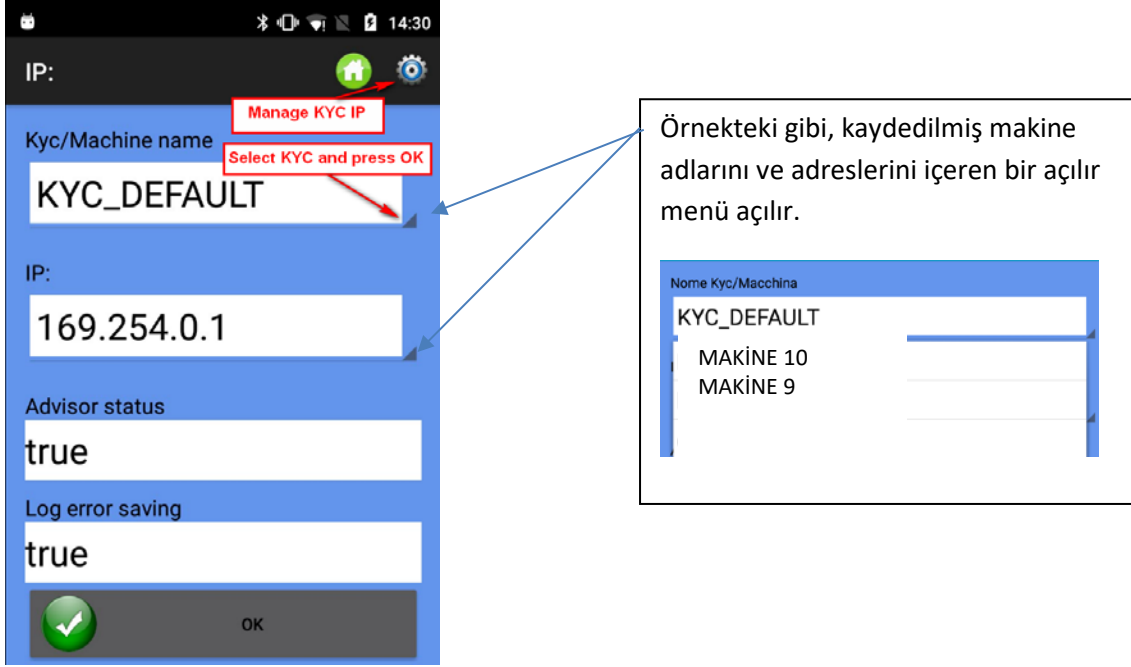 14:30
IP:
Manage KYC IP
Kyc/Machine name
Select KYC and press OK
KYC_DEFAULT
IP:
169.254.0.1
Advisor status
true
Log error saving
true
OK
Örnekteki gibi, kaydedilmiş makine
adlarını ve adreslerini içeren bir açılır
menü açılır.
Nome Kyc/Macchina
KYC_DEFAULT
MAKİNE 10
MAKİNE 9